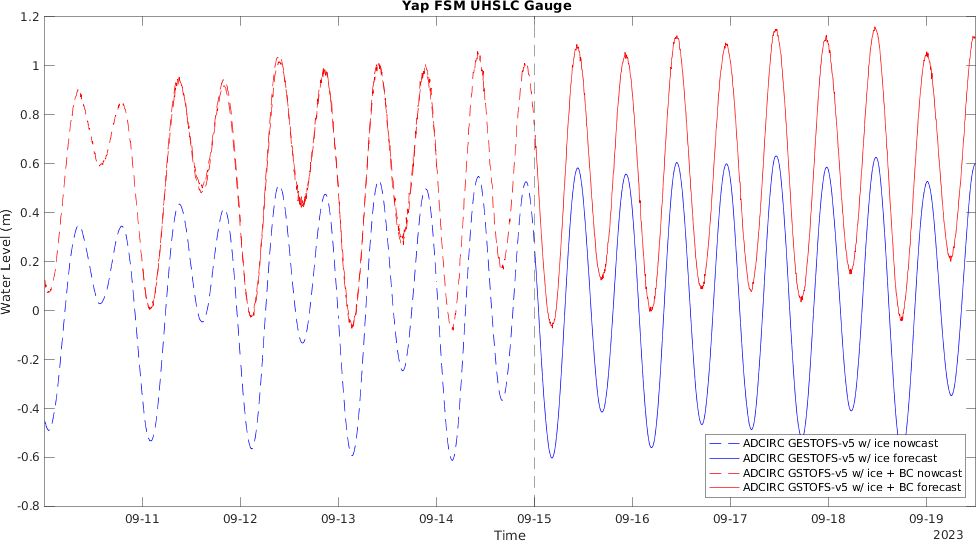 Yap FSM UHSLC Gauge
1.2
1
0.8
0.6
0.4
0.2
0
-0.2
-0.4
-0.6
-0.8
Water Level (m)
ADCIRC GESTOFS-v5 w/ ice nowcast
ADCIRC GESTOFS-v5 w/ ice forecast
ADCIRC GSTOFS-v5 w/ ice + BC nowcast
ADCIRC GSTOFS-v5 w/ ice + BC forecast
09-11 09-12 09-13 09-14 09-15 09-16 09-17 09-18 09-19
Time
2023